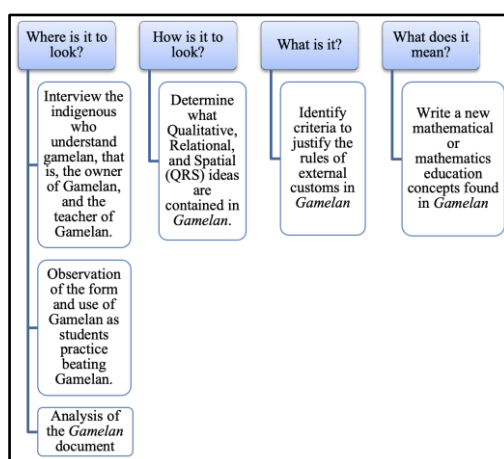 Where is it to
look?
Interview the
indigenous
who
understand
gamelan, that
is, the owner
of Gamelan,
and the
teacher of
Gamelan.
Observation
of the form
and use of
Gamelan as
students
practice
beating
Gamelan.
Analysis of
the Gamelan
document
How is it to
look?
Determine
what
Qualitative,
Relational,
and Spatial
(QRS) ideas
are
contained in
Gamelan.
What is it?
Identify
criteria to
justify the
rules of
external
customs in
Gamelan
What does it
mean?
Write a new
mathematical
or
mathematics
education
concepts found
in Gamelan